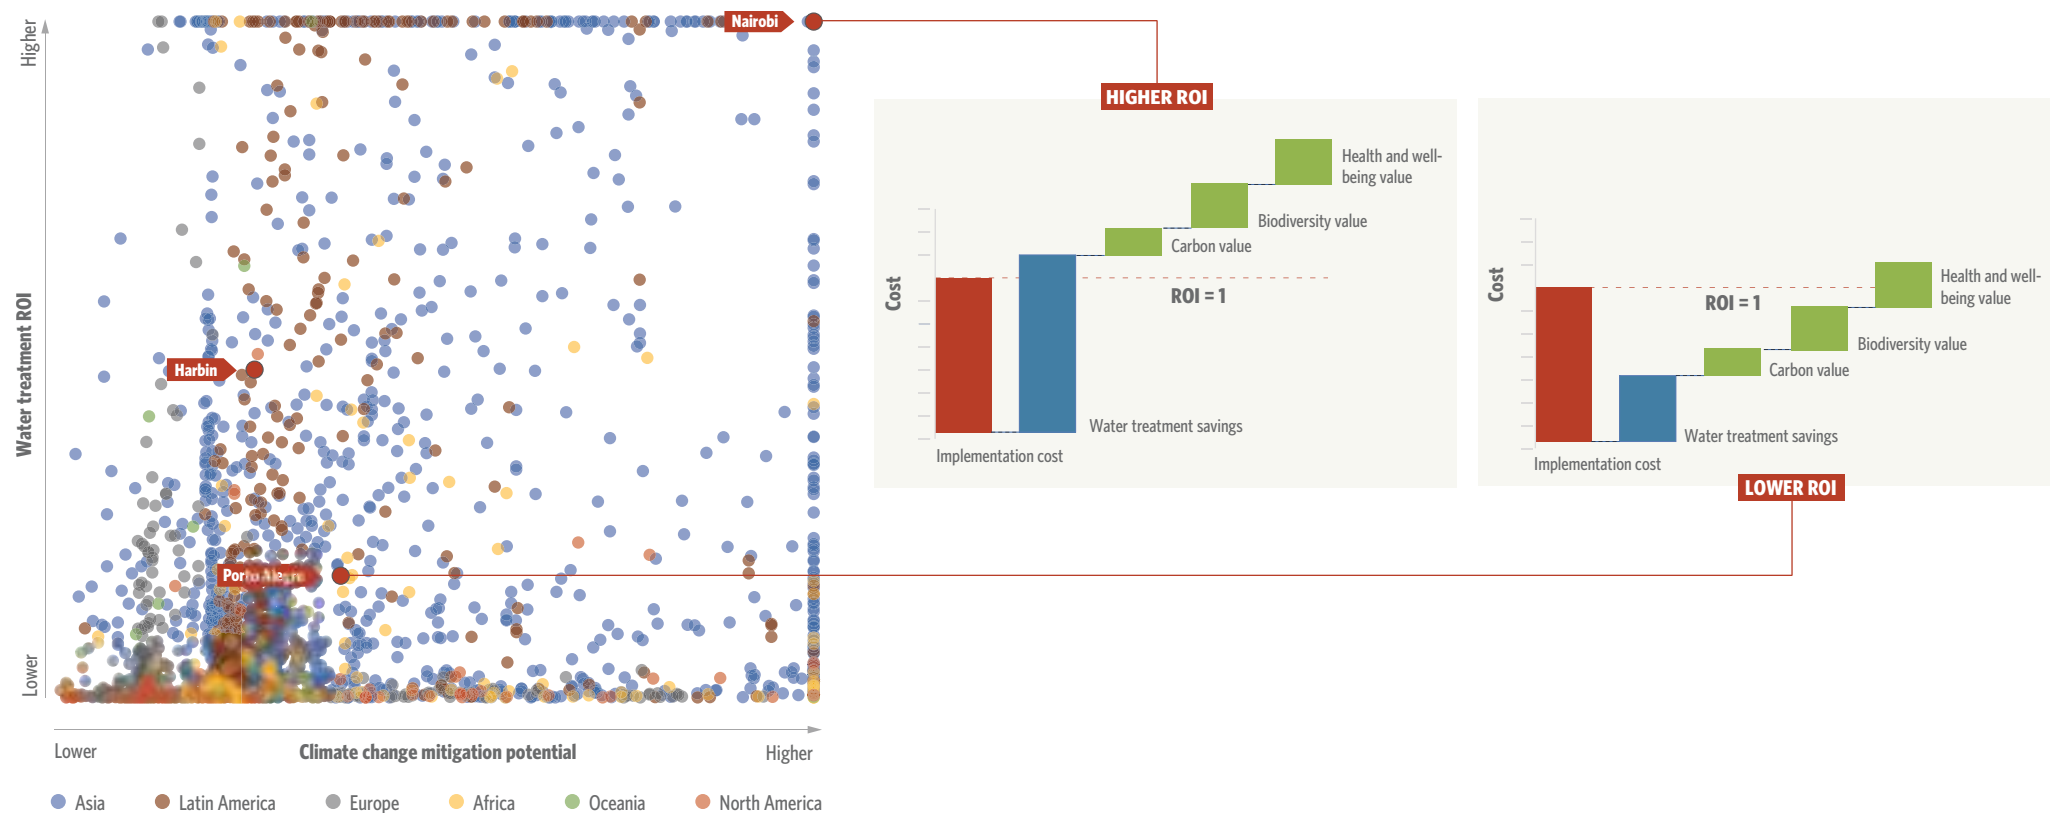 Higher
Water treatment ROI
Lower
Nairobi
Harbin
Lower
Climate change mitigation potential
Higher
Asia
Latin America
Europe
Africa
Oceania
North America
HIGHER ROI
Cost
Health and well-
being value
Biodiversity value
Carbon value
ROI = 1
Water treatment savings
Implementation cost
Cost
Health and well-
being value
ROI = 1
Biodiversity value
Carbon value
Water treatment savings
Implementation cost
LOWER ROI